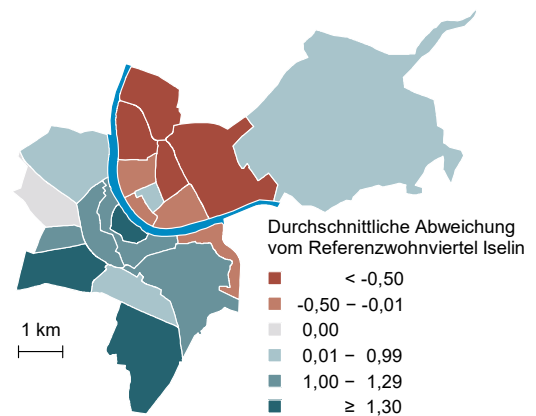 Durchschnittliche Abweichung
vom Referenzwohnviertel Iselin
< -0,50
-0,50 – -0,01
0,00
0,01 – 0,99
1,00 – 1,29
≥ 1,30
1 km